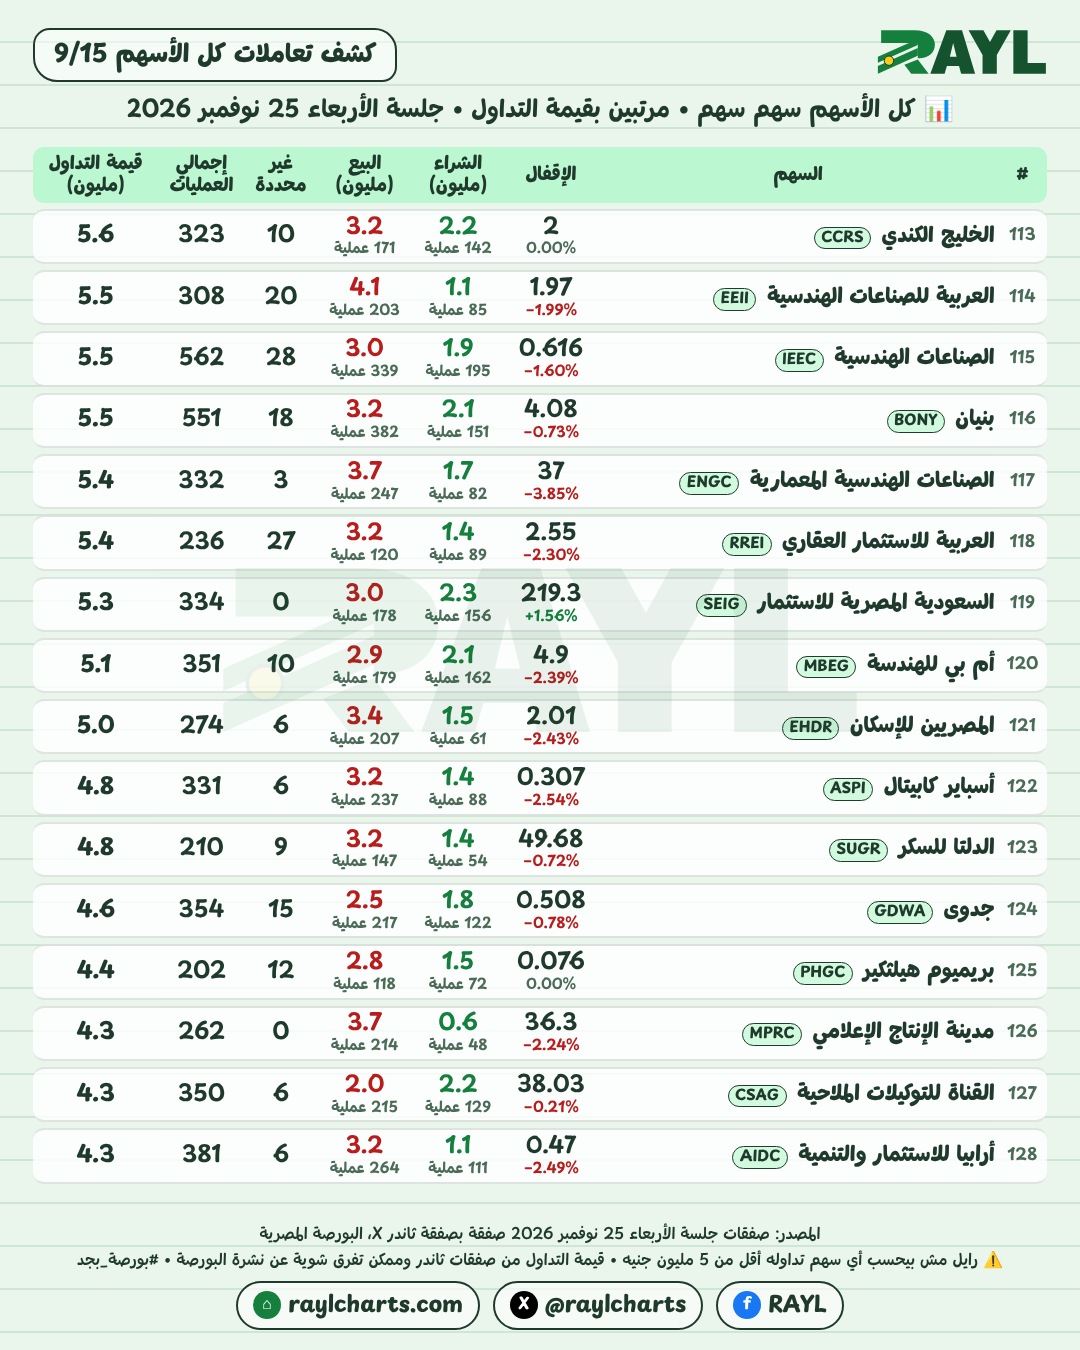 RAYL
كشف تعاملات كل الأسهم 9/15
📊 كل الأسهم سهم سهم • مرتبين بقيمة التداول • جلسة الأربعاء 25 نوفمبر 2026
# السهم الإقفال الشراء (مليون) البيع (مليون) غير محددة إجمالي العمليات قيمة التداول (مليون)
113 الخليج الكندي CCRS 2 2.2 3.2 10 323 5.6
0.00% 142 عملية 171 عملية
114 العربية للصناعات الهندسية EEII 1.97 1.1 4.1 20 308 5.5
−1.99% 85 عملية 203 عملية
115 الصناعات الهندسية IEEC 0.616 1.9 3.0 28 562 5.5
−1.60% 195 عملية 339 عملية
116 بنيان BONY 4.08 2.1 3.2 18 551 5.5
−0.73% 151 عملية 382 عملية
117 الصناعات الهندسية المعمارية ENGC 37 1.7 3.7 3 332 5.4
−3.85% 82 عملية 247 عملية
118 العربية للاستثمار العقاري RREI 2.55 1.4 3.2 27 236 5.4
−2.30% 89 عملية 120 عملية
119 السعودية المصرية للاستثمار SEIG 219.3 2.3 3.0 0 334 5.3
+1.56% 156 عملية 178 عملية
120 أم بي للهندسة MBEG 4.9 2.1 2.9 10 351 5.1
−2.39% 162 عملية 179 عملية
121 المصريين للإسكان EHDR 2.01 1.5 3.4 6 274 5.0
−2.43% 61 عملية 207 عملية
122 أسباير كابيتال ASPI 0.307 1.4 3.2 6 331 4.8
−2.54% 88 عملية 237 عملية
123 الدلتا للسكر SUGR 49.68 1.4 3.2 9 210 4.8
−0.72% 54 عملية 147 عملية
124 جدوى GDWA 0.508 1.8 2.5 15 354 4.6
−0.78% 122 عملية 217 عملية
125 بريميوم هيلثكير PHGC 0.076 1.5 2.8 12 202 4.4
0.00% 72 عملية 118 عملية
126 مدينة الإنتاج الإعلامي MPRC 36.3 0.6 3.7 0 262 4.3
−2.24% 48 عملية 214 عملية
127 القناة للتوكيلات الملاحية CSAG 38.03 2.2 2.0 6 350 4.3
−0.21% 129 عملية 215 عملية
128 أرابيا للاستثمار والتنمية AIDC 0.47 1.1 3.2 6 381 4.3
−2.49% 111 عملية 264 عملية
المصدر: صفقات جلسة الأربعاء 25 نوفمبر 2026 صفقة بصفقة ثاندر X، البورصة المصرية
⚠️ رايل مش بيحسب أي سهم تداوله أقل من 5 مليون جنيه • قيمة التداول من صفقات ثاندر وممكن تفرق شوية عن نشرة البورصة • #بورصة_بجد
raylcharts.com @raylcharts RAYL